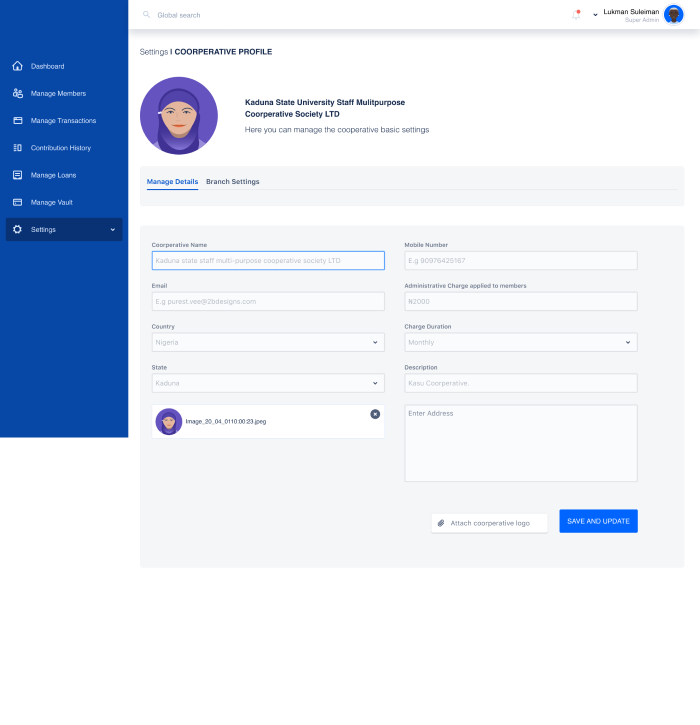 Global search
Lukman Suleiman
Super Admin
Dashboard
Manage Members
Manage Transactions
Contribution History
Manage Loans
Manage Vault
Settings
Settings I COORPERATIVE PROFILE
Kaduna State University Staff Mulitpurpose
Coorperative Society LTD
Here you can manage the cooperative basic settings
Manage Details Branch Settings
Coorperative Name
Kaduna state staff multi-purpose cooperative society LTD
Mobile Number
E.g 90976425167
Email
E.g purest.vee@2bdesigns.com
Administrative Charge applied to members
₦2000
Country
Nigeria
Charge Duration
Monthly
State
Kaduna
Description
Kasu Coorperative.
Image_20_04_0110:00:23.jpeg
Enter Address
Attach coorperative logo
SAVE AND UPDATE